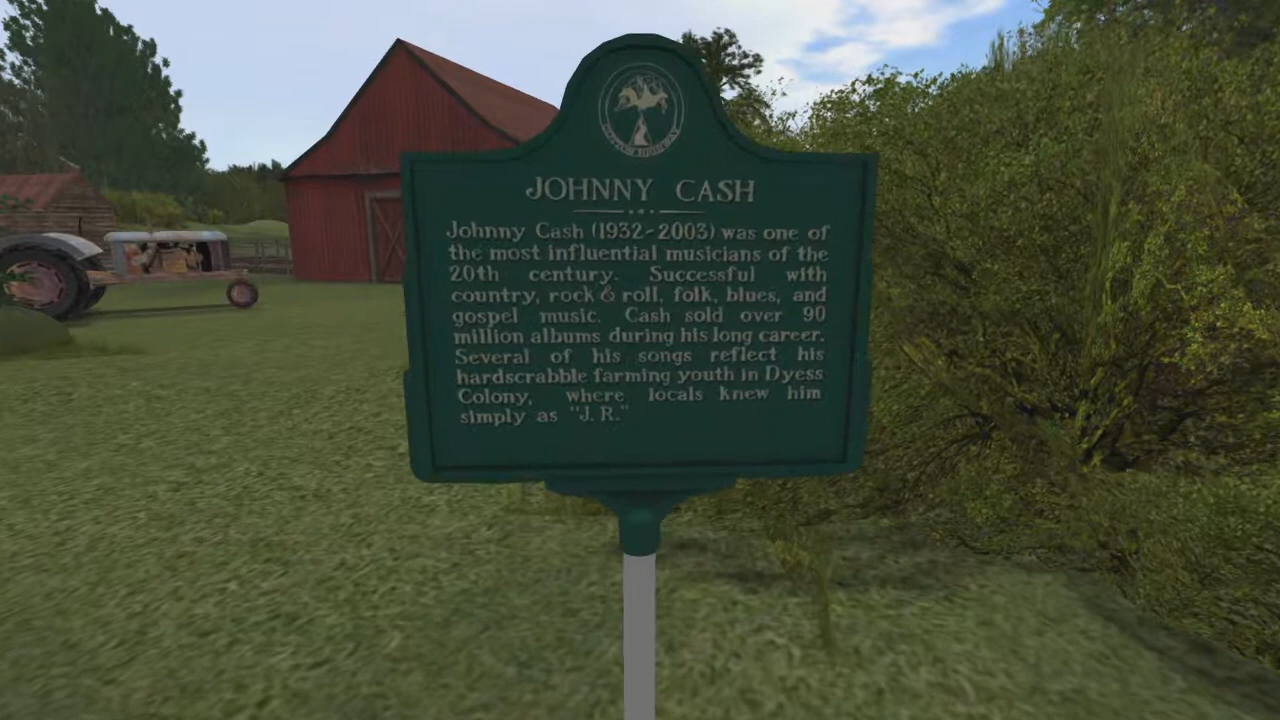 JOHNNY CASH
Johnny Cash (1932-2003) was one of
the most influential musicians of the
20th century. Successful with
country, rock & roll, folk, blues, and
gospel music. Cash sold over 90
million albums during his long career.
Several of his songs reflect his
hardscrabble farming youth in Dyess
Colony, where locals knew him
simply as "J. R."